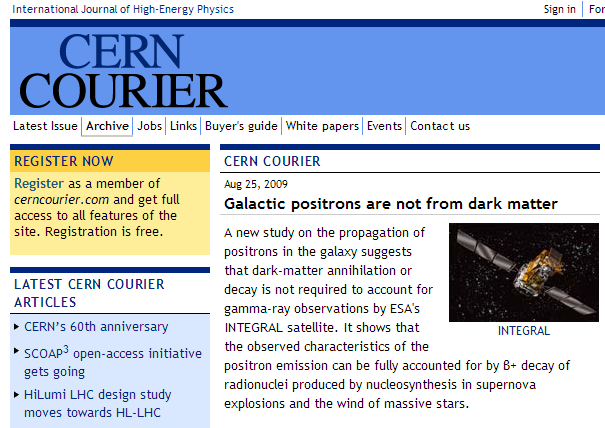 International Journal of High-Energy Physics
Sign in
For
CERN
COURIER
Latest Issue
Archive
Jobs
Links
Buyer's guide
White papers
Events
Contact us
REGISTER NOW
Register as a member of
cerncourier.com and get full
access to all features of the
site. Registration is free.
LATEST CERN COURIER
ARTICLES
CERN’s 60th anniversary
SCOAP³ open-access initiative
gets going
HiLumi LHC design study
moves towards HL-LHC
CERN COURIER
Aug 25, 2009
Galactic positrons are not from dark matter
A new study on the propagation of
positrons in the galaxy suggests
that dark-matter annihilation or
decay is not required to account for
gamma-ray observations by ESA's
INTEGRAL satellite. It shows that
the observed characteristics of the
positron emission can be fully accounted for by β+ decay of
radionuclei produced by nucleosynthesis in supernova
explosions and the wind of massive stars.
INTEGRAL